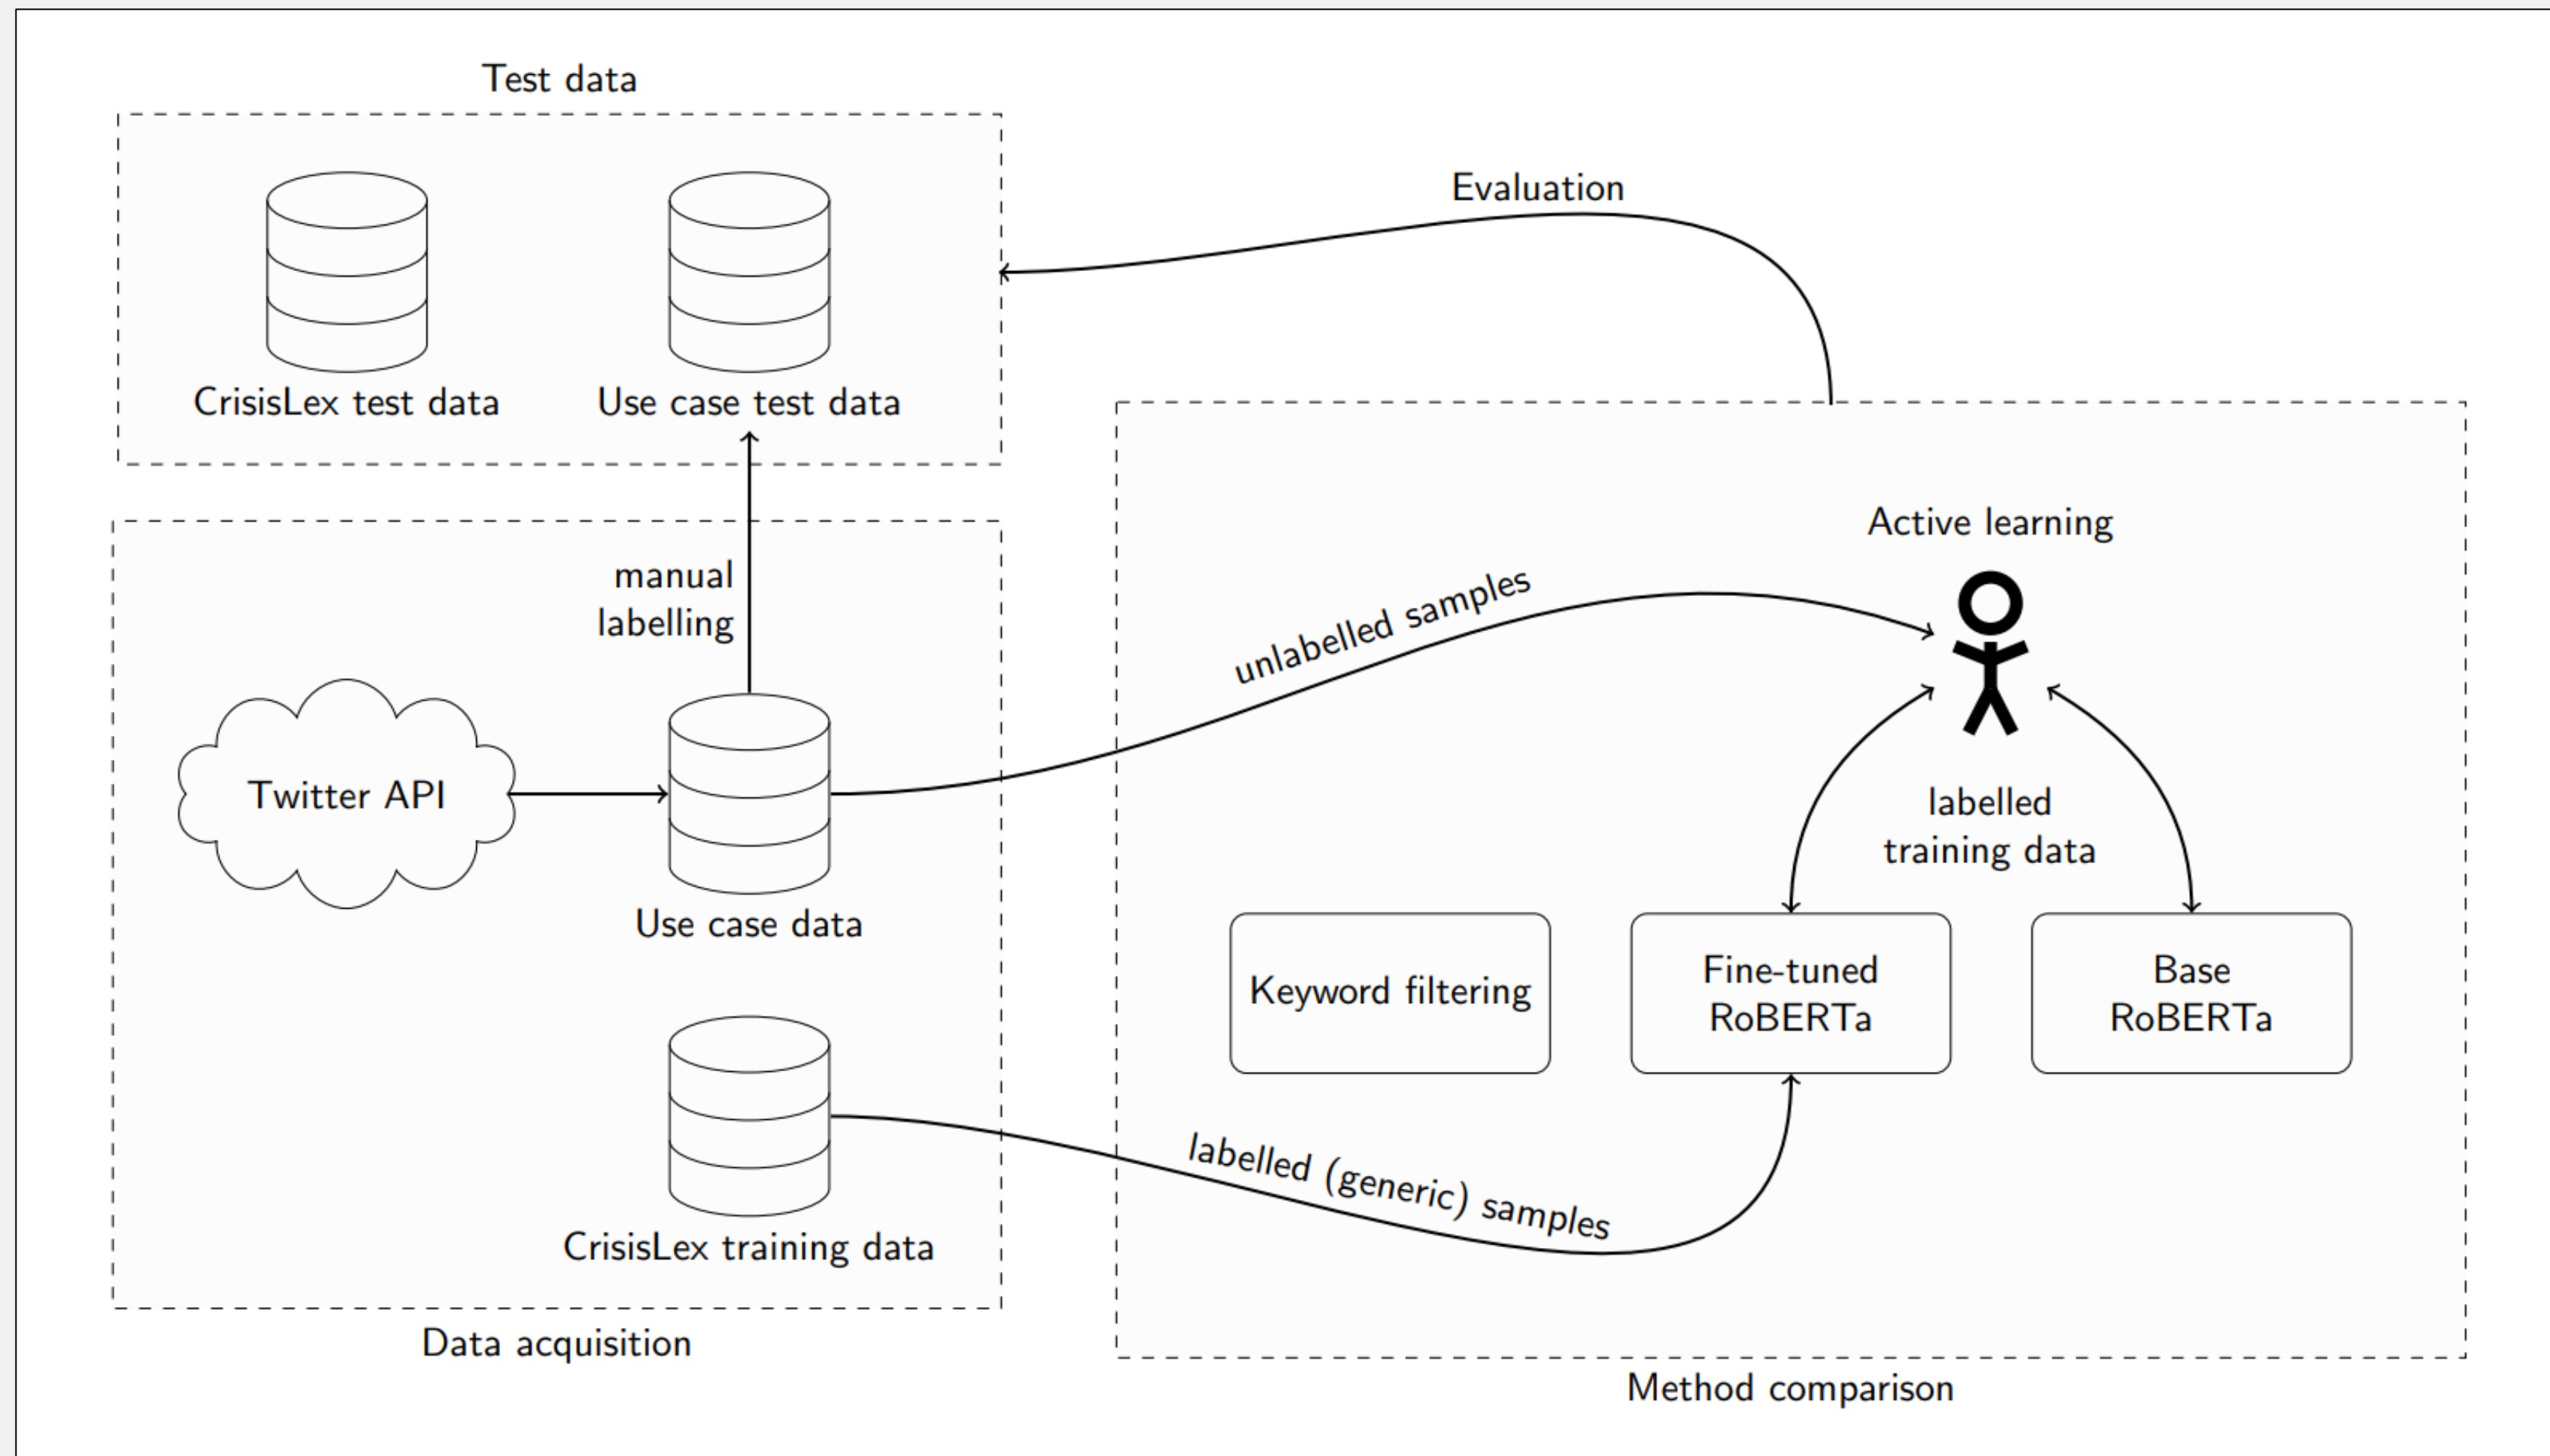 Test data
CrisisLex test data
Use case test data
Evaluation
manual
labelling
Twitter API
Use case data
CrisisLex training data
Data acquisition
unlabelled samples
Active learning
labelled
training data
Keyword filtering
Fine-tuned
RoBERTa
Base
RoBERTa
labelled (generic) samples
Method comparison